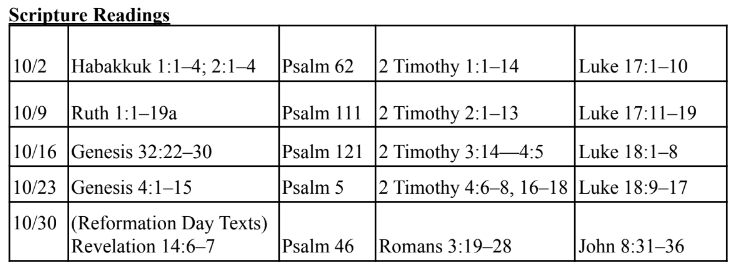 Scripture Readings
10/2 Habakkuk 1:1–4; 2:1–4 Psalm 62 2 Timothy 1:1–14 Luke 17:1–10
10/9 Ruth 1:1–19a Psalm 111 2 Timothy 2:1–13 Luke 17:11–19
10/16 Genesis 32:22–30 Psalm 121 2 Timothy 3:14—4:5 Luke 18:1–8
10/23 Genesis 4:1–15 Psalm 5 2 Timothy 4:6–8, 16–18 Luke 18:9–17
10/30 (Reformation Day Texts)
Revelation 14:6–7 Psalm 46 Romans 3:19–28 John 8:31–36